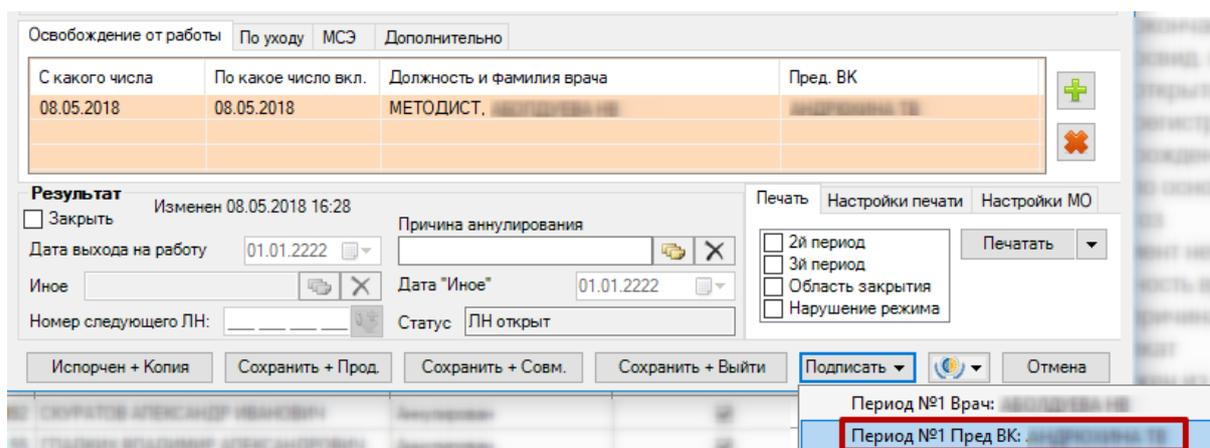 Освобождение от работы По уходу МСЭ Дополнительно
С какого числа По какое число вкл. Должность и фамилия врача Пред. ВК
08.05.2018 08.05.2018 МЕТОДИСТ,
Результат
Закрыть Изменен 08.05.2018 16:28
Дата выхода на работу 01.01.2222
Иное
Номер следующего ЛН: ___ ___ ___ ___
Причина аннулирования
Дата "Иное" 01.01.2222
Статус ЛН открыт
Печать Настройки печати Настройки МО
2й период
3й период
Область закрытия
Нарушение режима
Печатать
Испорчен + Копия Сохранить + Прод. Сохранить + Совм. Сохранить + Выйти Подписать Отмена
Период №1 Врач:
Период №1 Пред ВК: